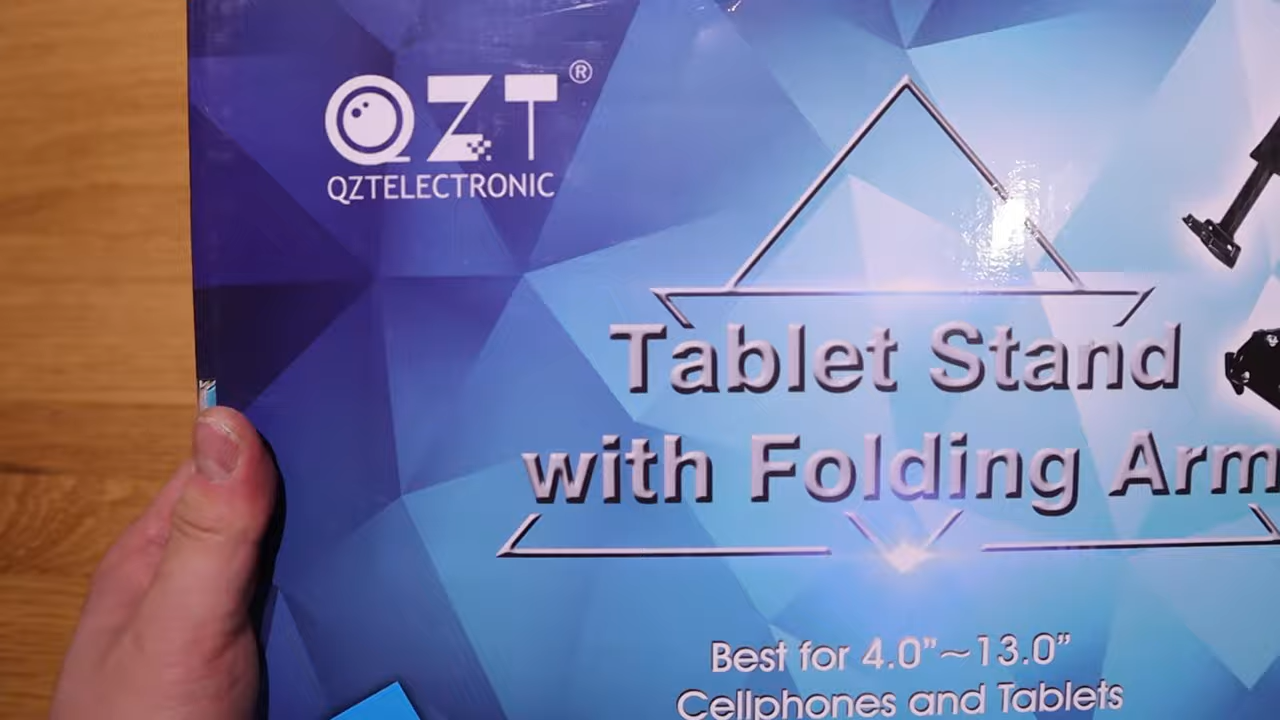 QZT®
QZTELECTRONIC
Tablet Stand
with Folding Arm
Best for 4.0”~13.0”
Cellphones and Tablets